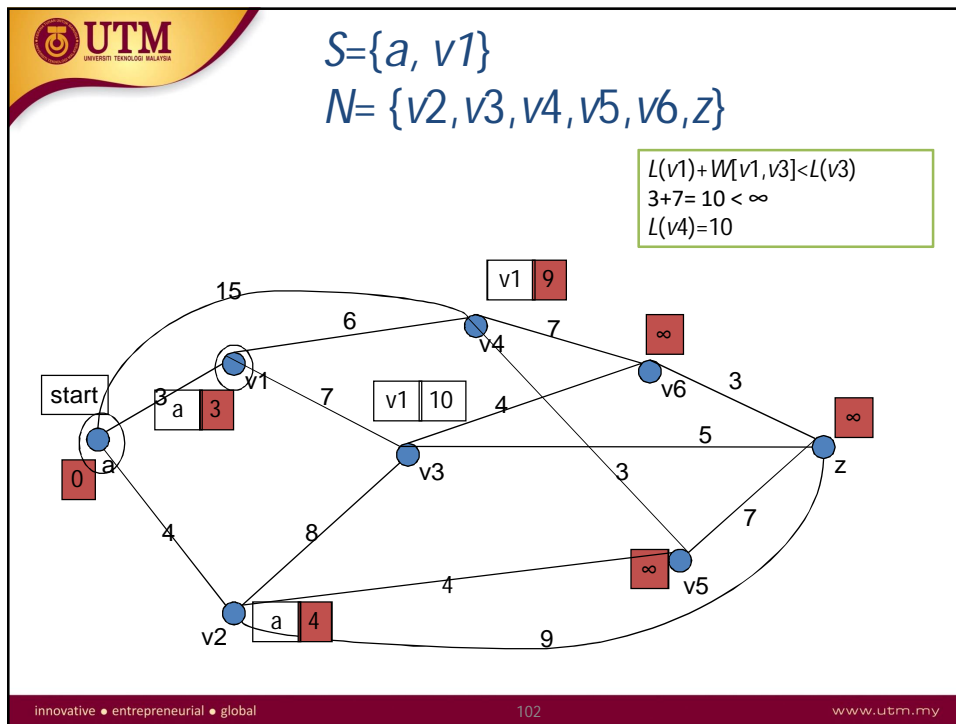 UTM
UNIVERSITI TEKNOLOGI MALAYSIA
S={a, v1}
N= {v2,v3,v4,v5,v6,z}
L(v1)+W[v1,v3]<L(v3)
3+7= 10 < ∞
L(v4)=10
v1 9
15
6
7
v4
∞
v1
v6
3
start
3
a 3
7
v1 10
4
∞
a
0
v3
5
z
3
4
8
7
∞
v5
4
v2
a 4
9
innovative ● entrepreneurial ● global
102
www.utm.my